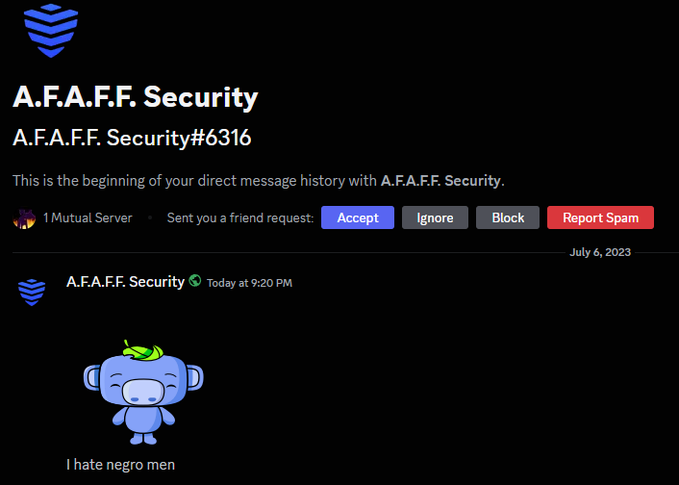 A.F.A.F.F. Security
A.F.A.F.F. Security#6316
This is the beginning of your direct message history with A.F.A.F.F. Security.
1 Mutual Server • Sent you a friend request: Accept Ignore Block Report Spam
July 6, 2023
A.F.A.F.F. Security Today at 9:20 PM
I hate negro men